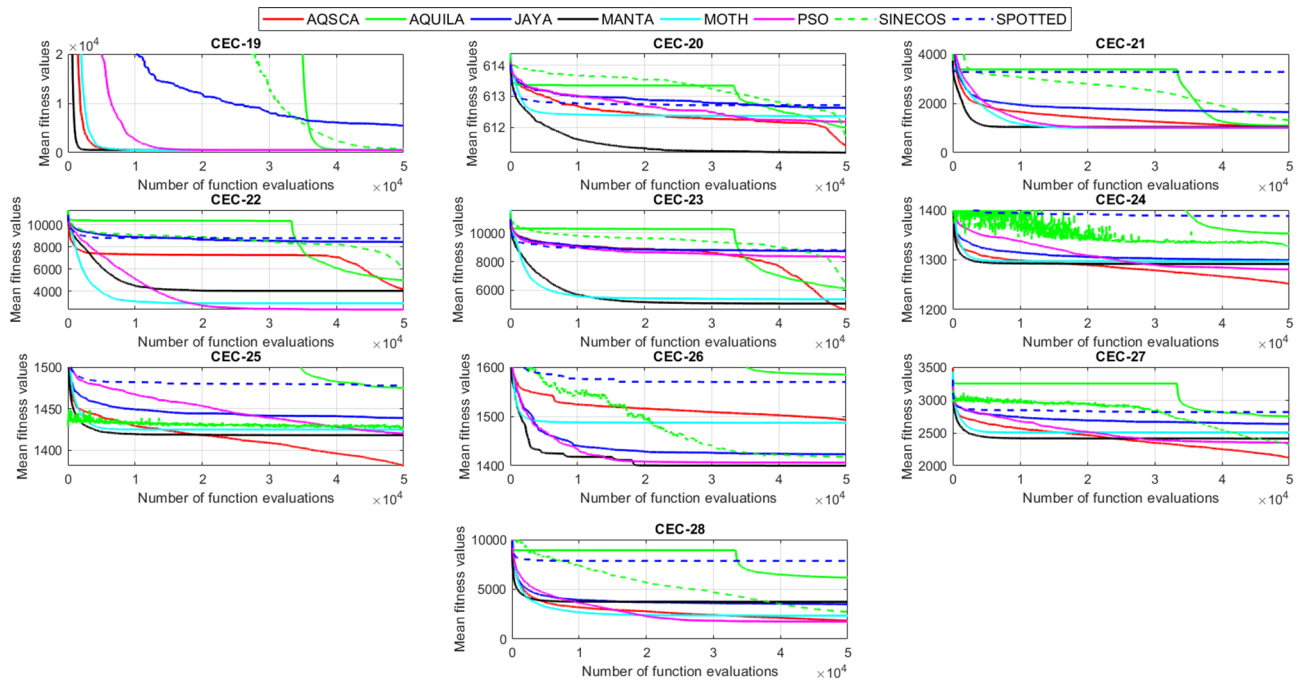 AQSCA AQUILA JAYA MANTA MOTH PSO SINECOS SPOTTED
CEC-19
×10^4
2
1
0
Mean fitness values
0 1 2 3 4 5
Number of function evaluations
×10^4
CEC-20
614
613
612
Mean fitness values
0 1 2 3 4 5
Number of function evaluations
×10^4
CEC-21
4000
2000
0
Mean fitness values
0 1 2 3 4 5
Number of function evaluations
×10^4
CEC-22
10000
8000
6000
4000
Mean fitness values
0 1 2 3 4 5
Number of function evaluations
×10^4
CEC-23
10000
8000
6000
Mean fitness values
0 1 2 3 4 5
Number of function evaluations
×10^4
CEC-24
1400
1300
1200
Mean fitness values
0 1 2 3 4 5
Number of function evaluations
×10^4
CEC-25
1500
1450
1400
Mean fitness values
0 1 2 3 4 5
Number of function evaluations
×10^4
CEC-26
1600
1500
1400
Mean fitness values
0 1 2 3 4 5
Number of function evaluations
×10^4
CEC-27
3500
3000
2500
2000
Mean fitness values
0 1 2 3 4 5
Number of function evaluations
×10^4
CEC-28
10000
5000
0
Mean fitness values
0 1 2 3 4 5
Number of function evaluations
×10^4